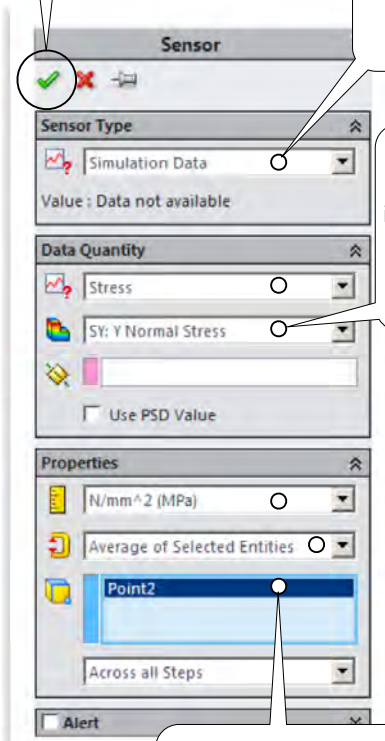 Sensor
Sensor Type
Simulation Data
Value : Data not available
Data Quantity
Stress
SY: Y Normal Stress
Use PSD Value
Properties
N/mm^2 (MPa)
Average of Selected Entities
Point2
Across all Steps
Alert